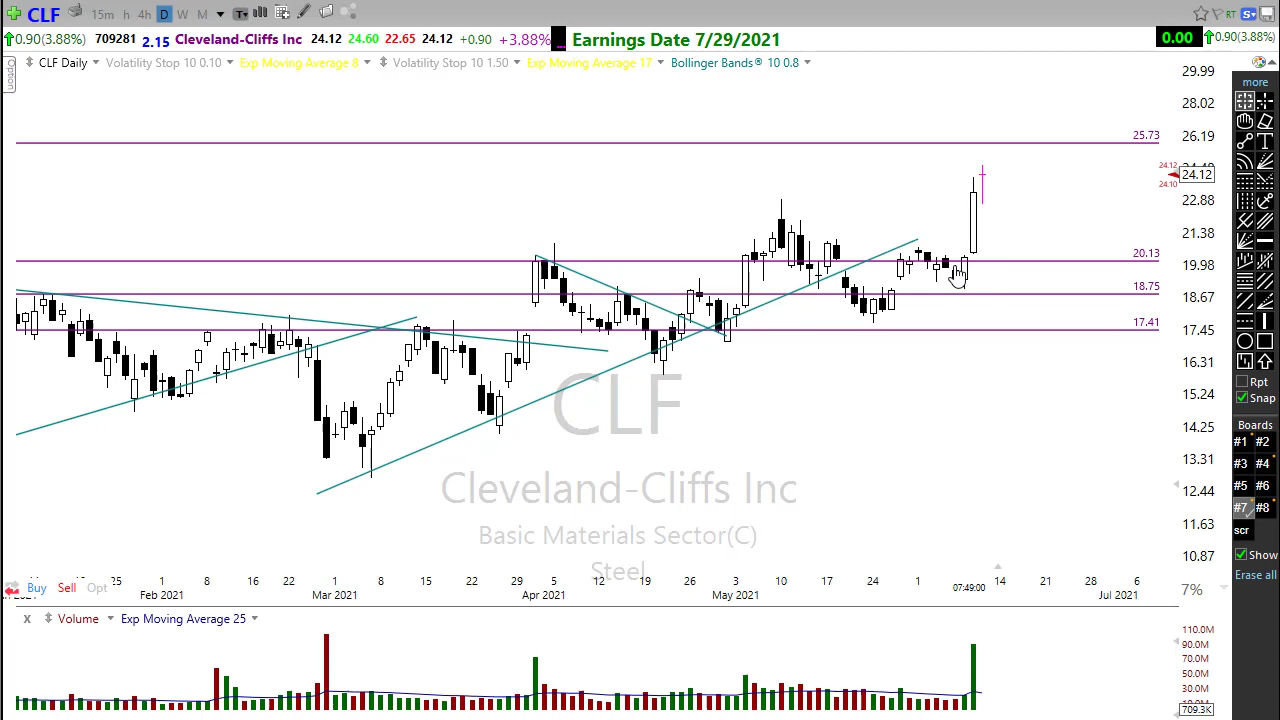 CLF 15m h 4h D W M T
0.90(3.88%) 709281 2.15 Cleveland-Cliffs Inc 24.12 24.60 22.65 24.12 +0.90 +3.88% Earnings Date 7/29/2021 0.00 0.90(3.88%)
RT
Option
CLF Daily Volatility Stop 10 0.10 Exp Moving Average 8 Volatility Stop 10 1.50 Exp Moving Average 17 Bollinger Bands® 10 0.8
more
29.99
28.02
26.19
24.12
22.88
21.38
19.98
18.67
17.45
16.31
15.24
14.25
13.31
12.44
11.63
10.87
25.73
24.12
24.10
20.13
18.75
17.41
CLF
Cleveland-Cliffs Inc
Basic Materials Sector(C)
Steel
Rpt
Snap
Boards
#1 #2
#3 #4
#5 #6
#7 #8
scr
Show
Erase all
Buy Sell Opt
1 8 16 22 1 8 15 22 29 5 12 19 26 3 10 17 24 1 14 21 28
Feb 2021 Mar 2021 Apr 2021 May 2021 07:49:00 Jul 2021
7%
x Volume Exp Moving Average 25
110.0M
90.0M
70.0M
50.0M
30.0M
709.3K